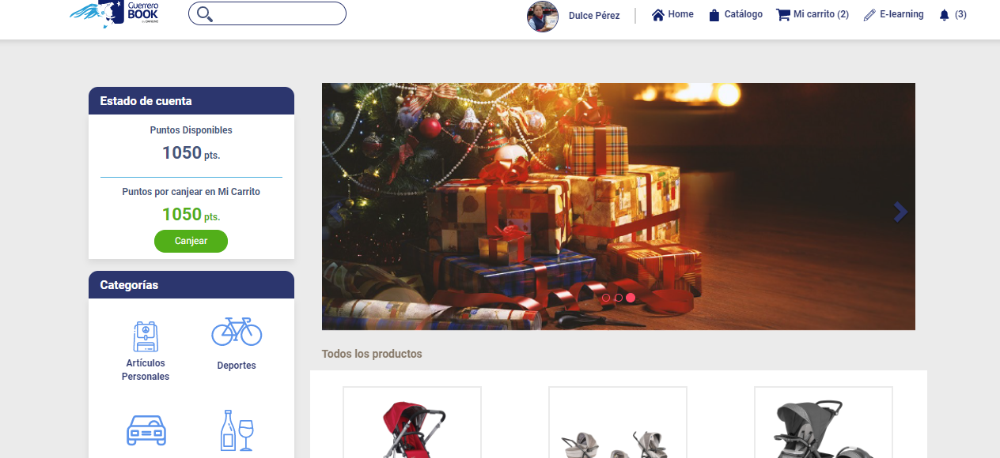 Guerrero
BOOK
Dulce Pérez
Home
Catálogo
Mi carrito (2)
E-learning
(3)
Estado de cuenta
Puntos Disponibles
1050 pts.
Puntos por canjear en Mi Carrito
1050 pts.
Canjear
Categorías
Artículos
Personales
Deportes
Todos los productos